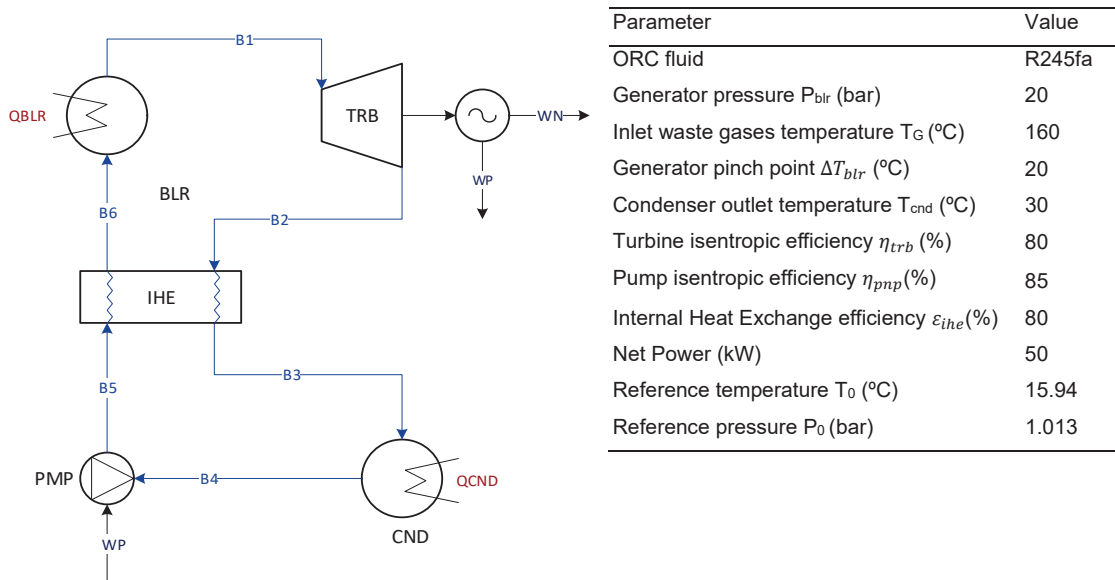 B1
QBLR
TRB
WN
WP
BLR
B6
B2
IHE
B5
B3
PMP
B4
QCND
CND
WP
Parameter Value
ORC fluid R245fa
Generator pressure Pblr (bar) 20
Inlet waste gases temperature TG (ºC) 160
Generator pinch point ΔTblr (ºC) 20
Condenser outlet temperature Tcnd (ºC) 30
Turbine isentropic efficiency ηtrb (%) 80
Pump isentropic efficiency ηpnp(%) 85
Internal Heat Exchange efficiency εihe(%) 80
Net Power (kW) 50
Reference temperature T0 (ºC) 15.94
Reference pressure P0 (bar) 1.013